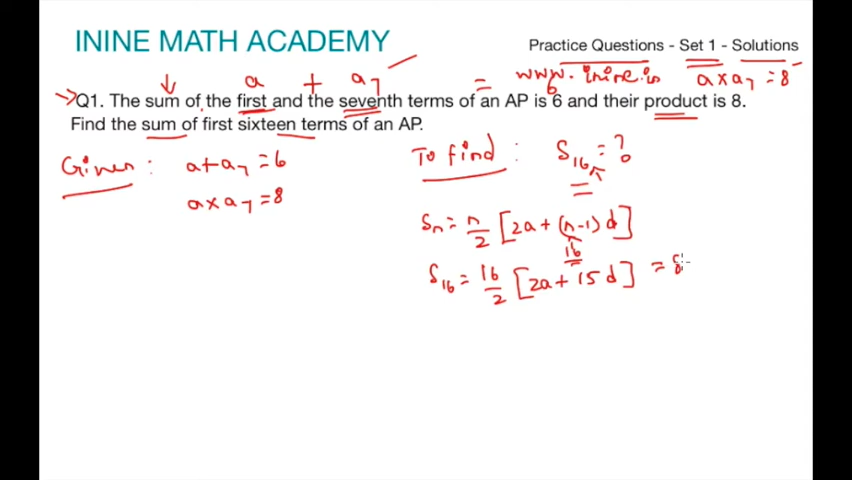 ININE MATH ACADEMY
Practice Questions - Set 1 - Solutions
a + a7 = 6 www.inine.in a x a7 = 8
Q1. The sum of the first and the seventh terms of an AP is 6 and their product is 8.
Find the sum of first sixteen terms of an AP.
Given : a + a7 = 6
a x a7 = 8
To find : S16 = ?
Sn = n/2 [2a + (n-1) d]
16
S16 = 16/2 [2a + 15 d] = 8